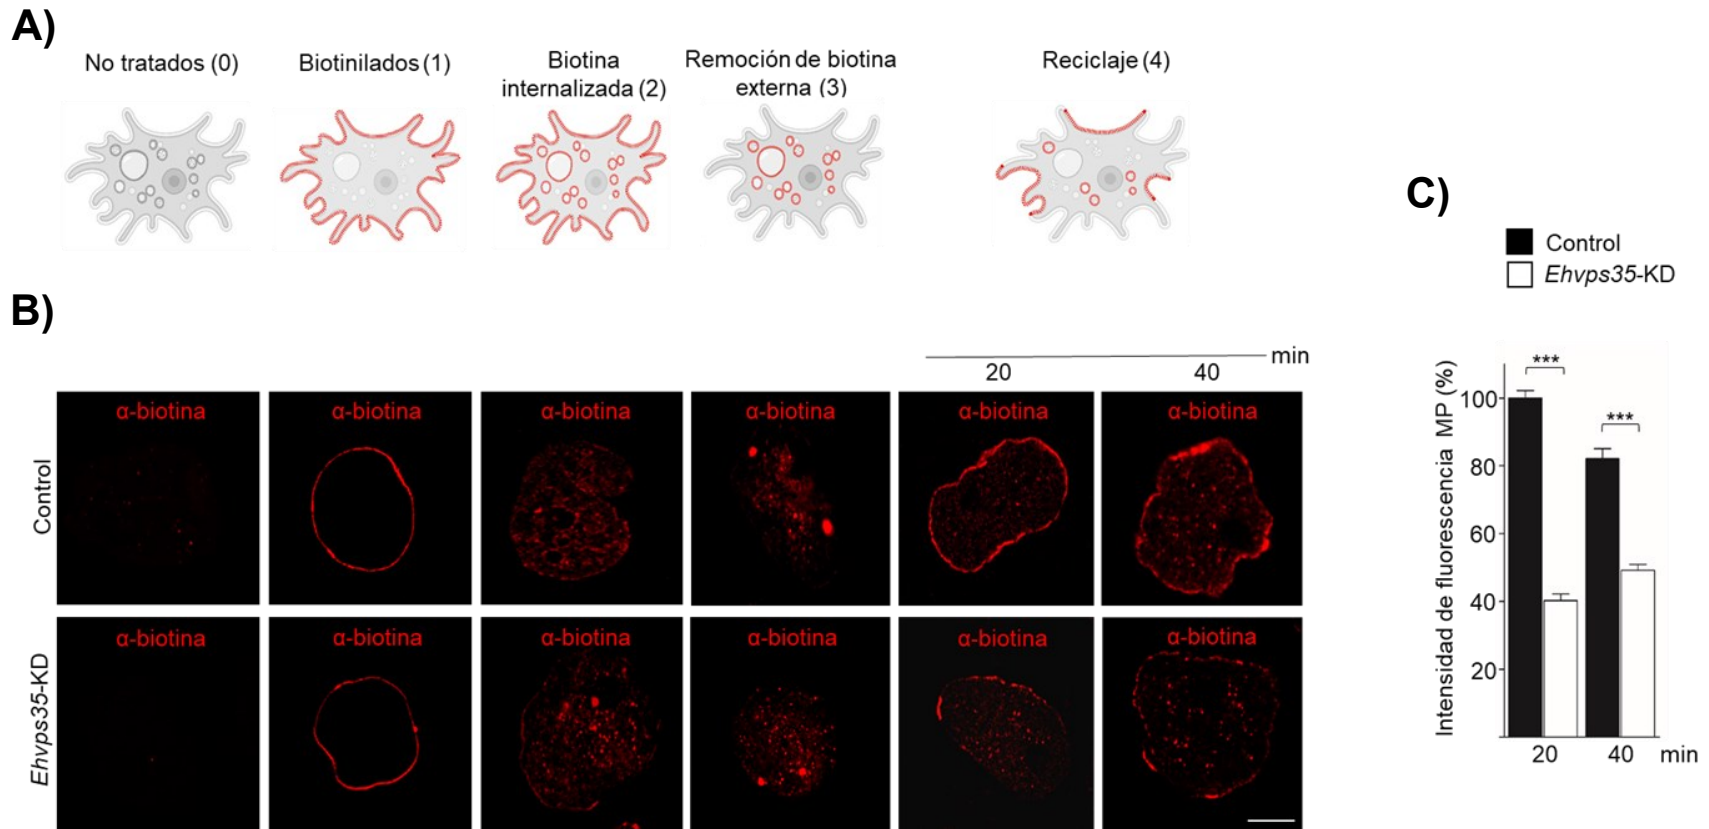 A)
No tratados (0)
Biotinilados (1)
Biotina
internalizada (2)
Remoción de biotina
externa (3)
Reciclaje (4)
B)
min
20
40
Control
α-biotina
α-biotina
α-biotina
α-biotina
α-biotina
α-biotina
Ehvps35-KD
α-biotina
α-biotina
α-biotina
α-biotina
α-biotina
α-biotina
C)
Control
Ehvps35-KD
Intensidad de fluorescencia MP (%)
***
***
100
80
60
40
20
20
40
min